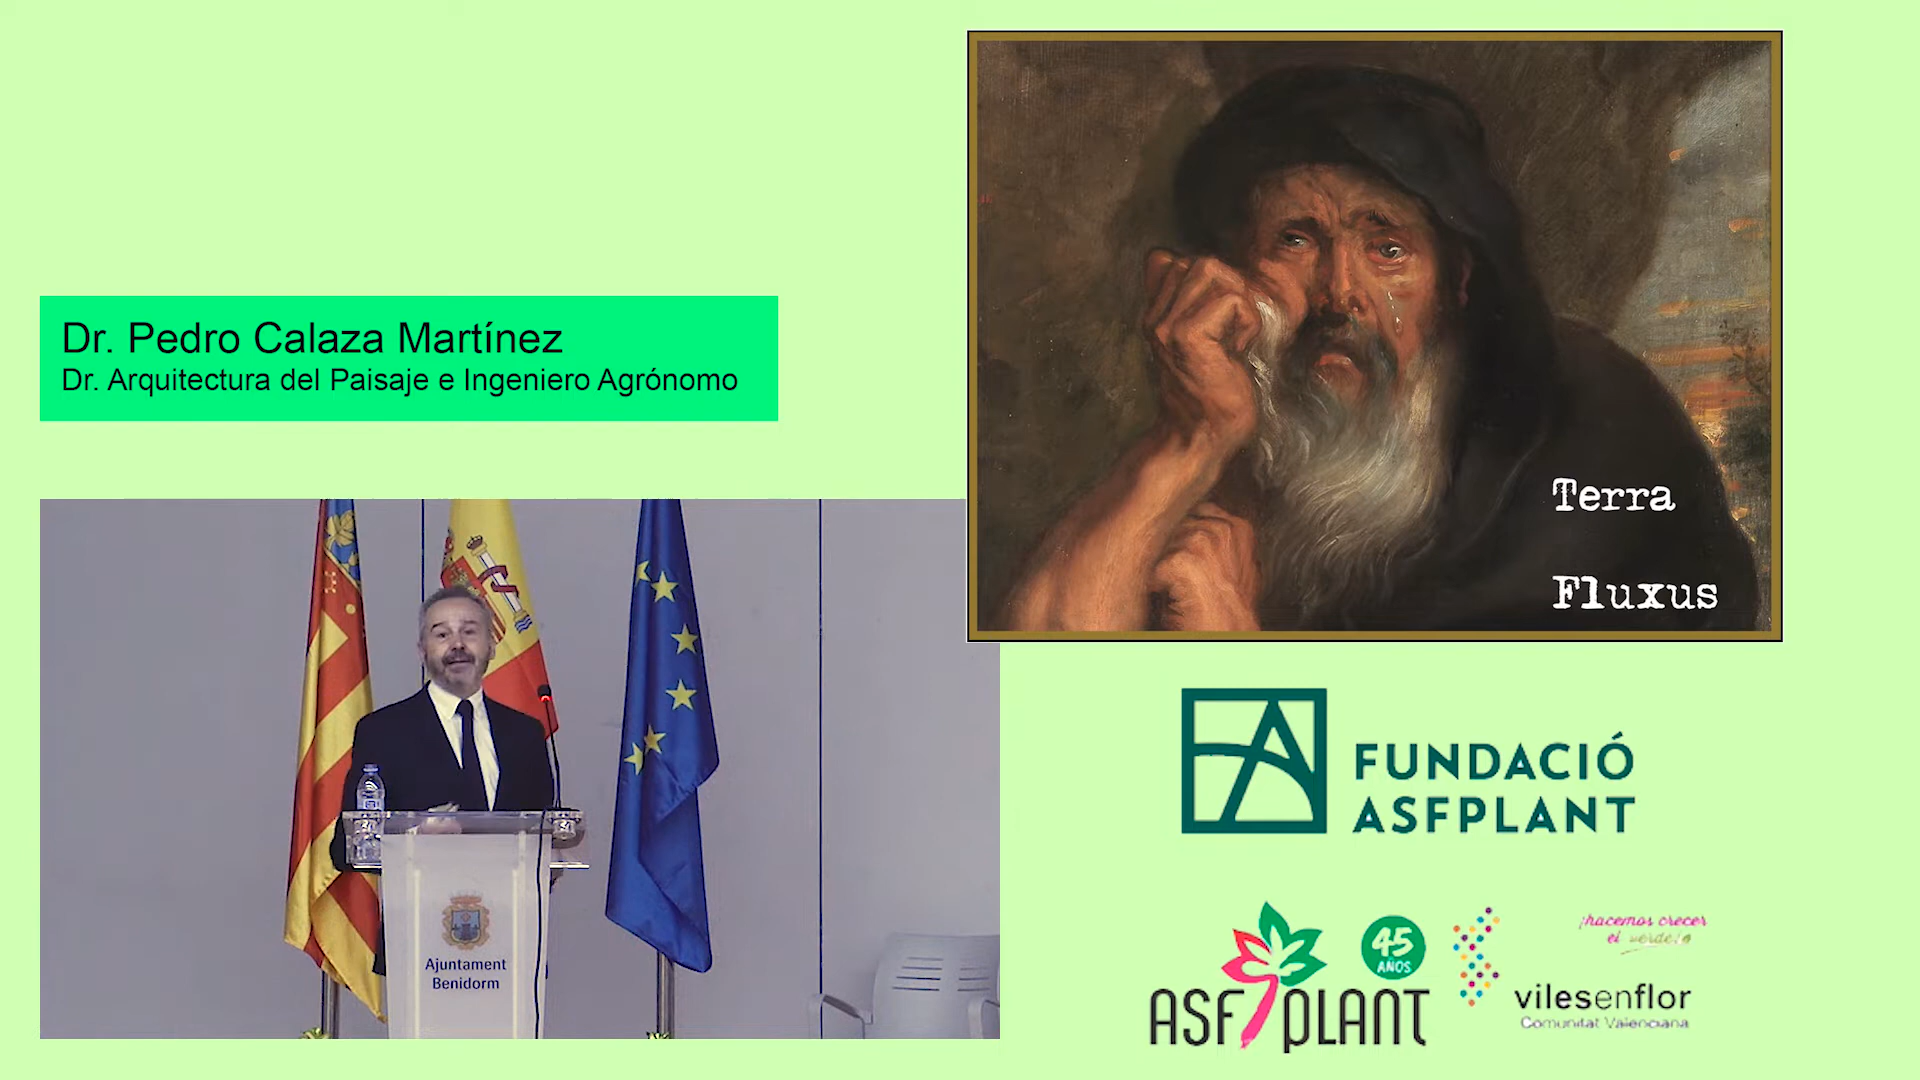 Dr. Pedro Calaza Martínez
Dr. Arquitectura del Paisaje e Ingeniero Agrónomo
Terra
Fluxus
Ajuntament
Benidorm
FUNDACIÓ
ASFPLANT
ASFPLANT
45
AÑOS
¡hacemos crecer
el verde!
vilesenflor
Comunitat Valenciana